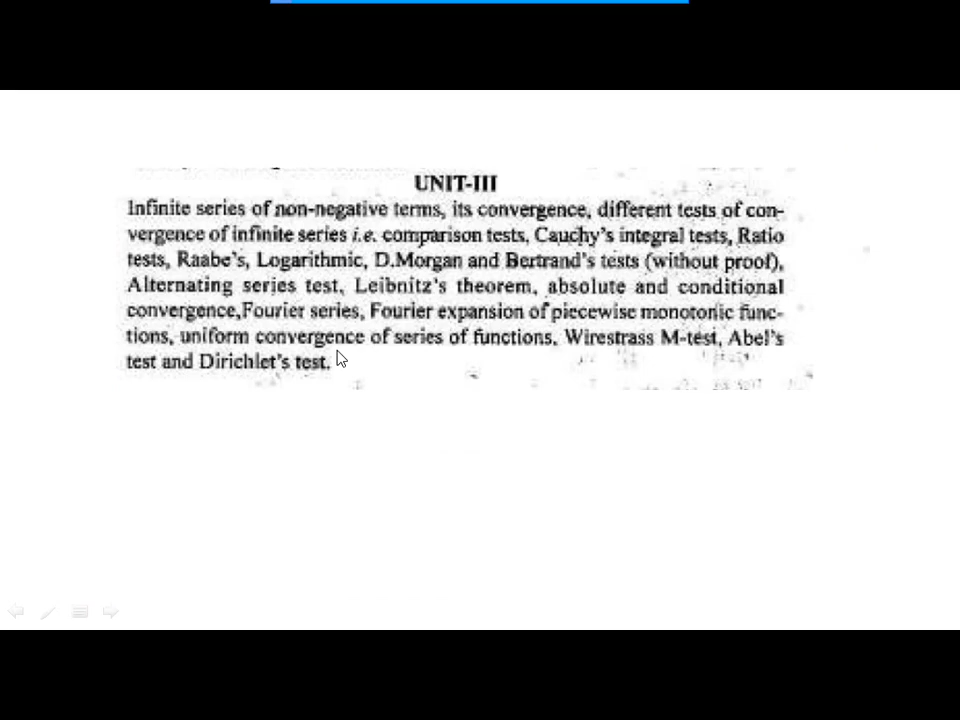 UNIT-III
Infinite series of non-negative terms, its convergence, different tests of con-
vergence of infinite series i.e. comparison tests, Cauchy's integral tests, Ratio
tests, Raabe's, Logarithmic, D.Morgan and Bertrand's tests (without proof),
Alternating series test, Leibnitz's theorem, absolute and conditional
convergence,Fourier series, Fourier expansion of piecewise monotonic func-
tions, uniform convergence of series of functions, Wirestrass M-test, Abel's
test and Dirichlet's test.